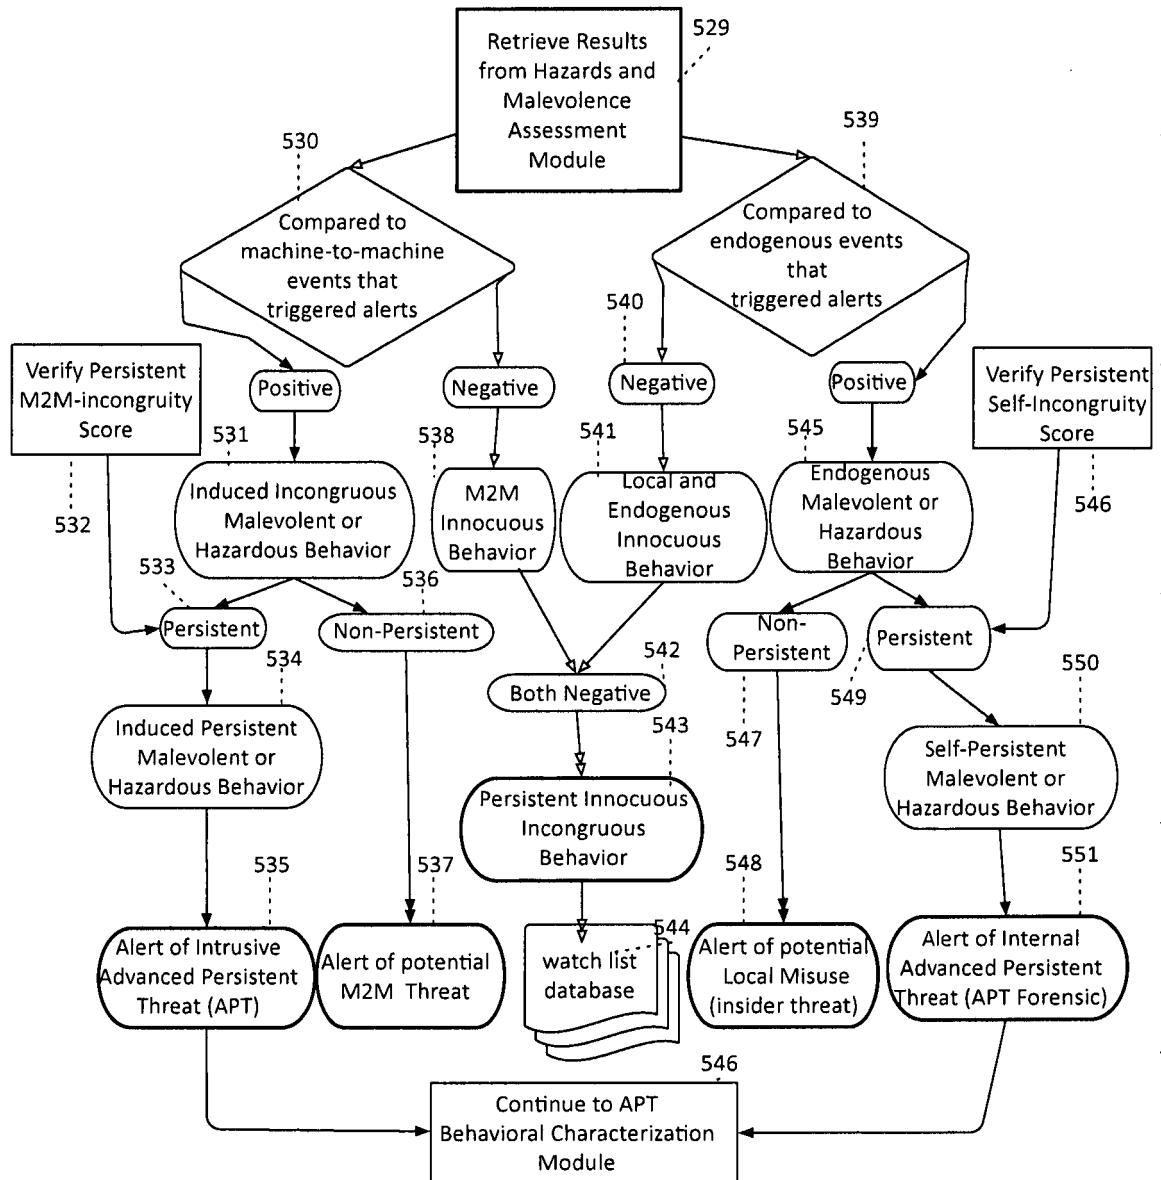 Retrieve Results
from Hazards and
Malevolence
Assessment
Module
529
530
539
Compared to
machine-to-machine
events that
triggered alerts
Compared to
endogenous events
that
triggered alerts
540
Verify Persistent
M2M-incongruity
Score
532
Positive
Negative
Negative
Positive
Verify Persistent
Self-Incongruity
Score
546
531
538
541
545
Induced Incongruous
Malevolent or
Hazardous Behavior
M2M
Innocuous
Behavior
Local and
Endogenous
Innocuous
Behavior
Endogenous
Malevolent or
Hazardous
Behavior
533
536
Persistent
Non-Persistent
Non-
Persistent
Persistent
534
542
Both Negative
543
547
549
550
Induced Persistent
Malevolent or
Hazardous Behavior
Persistent Innocuous
Incongruous
Behavior
Self-Persistent
Malevolent or
Hazardous Behavior
535
537
544
548
551
Alert of Intrusive
Advanced Persistent
Threat (APT)
Alert of potential
M2M Threat
watch list
database
Alert of potential
Local Misuse
(insider threat)
Alert of Internal
Advanced Persistent
Threat (APT Forensic)
546
Continue to APT
Behavioral Characterization
Module